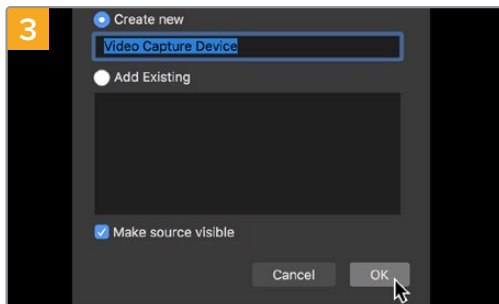 3
Create new
Video Capture Device
Add Existing
Make source visible
Cancel OK